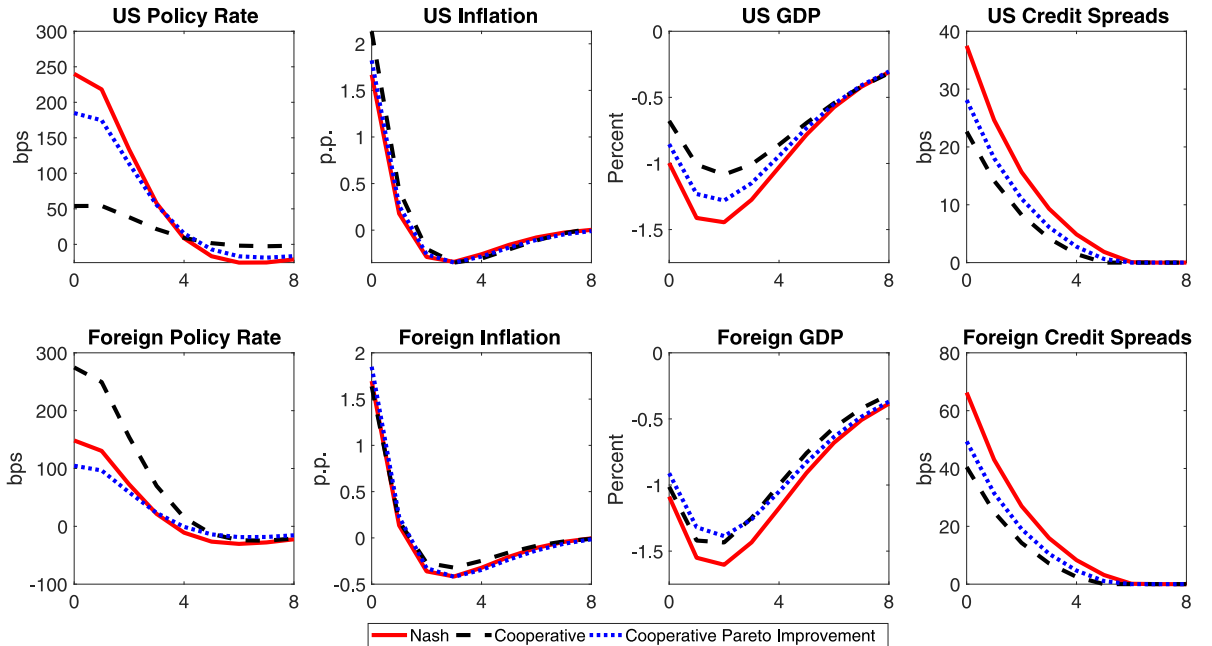 US Policy Rate
US Inflation
US GDP
US Credit Spreads
300
250
200
150
100
50
0
bps
0 4 8
2
1.5
1
0.5
0
p.p.
0 4 8
0
-0.5
-1
-1.5
Percent
0 4 8
40
30
20
10
0
bps
0 4 8
Foreign Policy Rate
Foreign Inflation
Foreign GDP
Foreign Credit Spreads
300
200
100
0
-100
bps
0 4 8
2
1.5
1
0.5
0
-0.5
p.p.
0 4 8
0
-0.5
-1
-1.5
Percent
0 4 8
80
60
40
20
0
bps
0 4 8
Nash Cooperative Cooperative Pareto Improvement